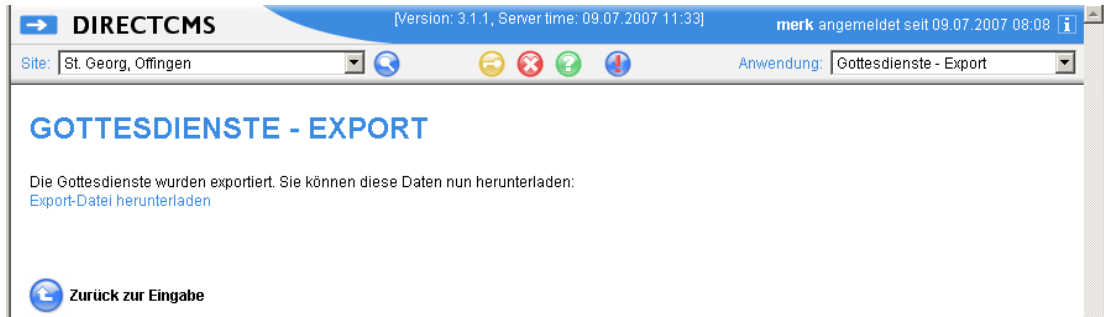 DIRECTCMS [Version: 3.1.1, Server time: 09.07.2007 11:33] merk angemeldet seit 09.07.2007 08:08 i
Site: St. Georg, Offingen Anwendung: Gottesdienste - Export
GOTTESDIENSTE - EXPORT
Die Gottesdienste wurden exportiert. Sie können diese Daten nun herunterladen:
Export-Datei herunterladen
Zurück zur Eingabe